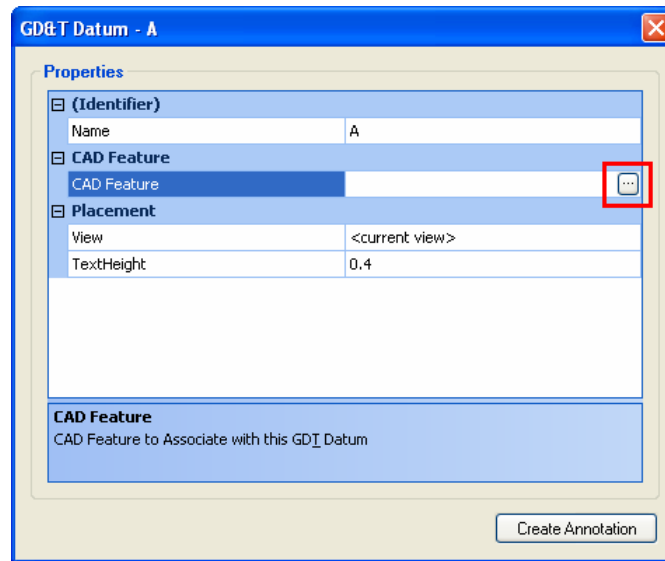 GD&T Datum - A
Properties
(Identifier)
Name A
CAD Feature
CAD Feature ...
Placement
View <current view>
TextHeight 0.4
CAD Feature
CAD Feature to Associate with this GDT Datum
Create Annotation